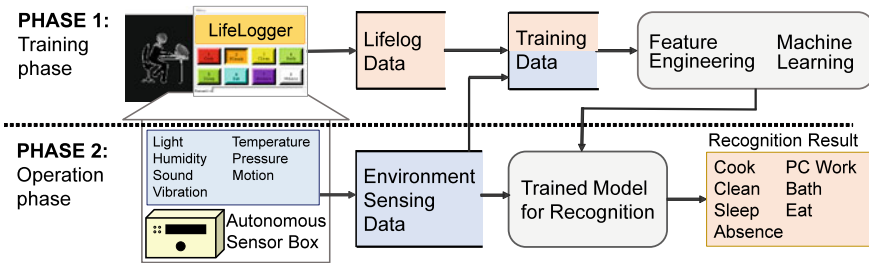 PHASE 1:
Training
phase
LifeLogger
Lifelog
Data
Training
Data
Feature
Engineering
Machine
Learning
PHASE 2:
Operation
phase
Light
Humidity
Sound
Vibration
Temperature
Pressure
Motion
Autonomous
Sensor Box
Environment
Sensing
Data
Trained Model
for Recognition
Recognition Result
Cook PC Work
Clean Bath
Sleep Eat
Absence